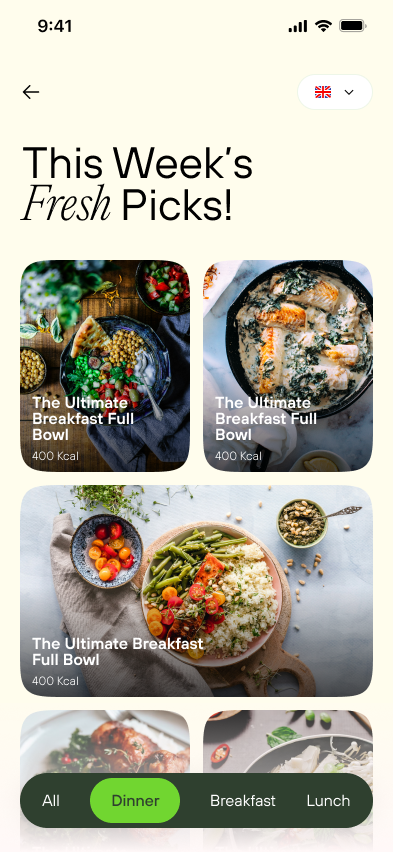 9:41
This Week’s
Fresh Picks!
The Ultimate
Breakfast Full
Bowl
400 Kcal
The Ultimate
Breakfast Full
Bowl
400 Kcal
The Ultimate Breakfast
Full Bowl
400 Kcal
All Dinner Breakfast Lunch